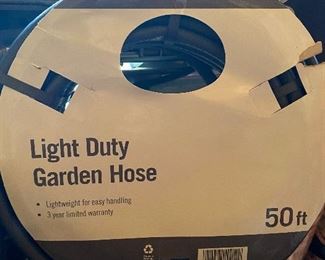 Light Duty
Garden Hose
• Lightweight for easy handling
• 3 year limited warranty
50 ft